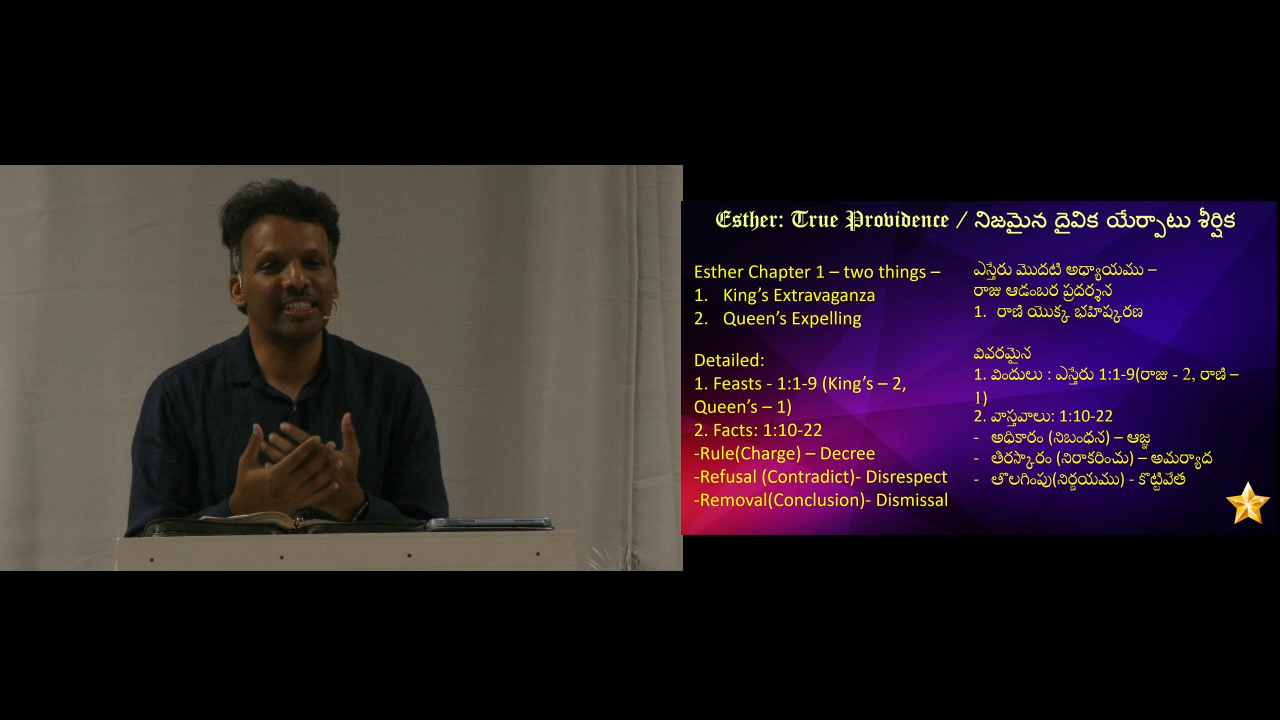 Esther: True Providence / నిజమైన దైవిక యేర్పాటు శీర్షిక
Esther Chapter 1 – two things –
1. King's Extravaganza
2. Queen's Expelling
Detailed:
1. Feasts - 1:1-9 (King's – 2,
Queen's – 1)
2. Facts: 1:10-22
-Rule(Charge) – Decree
-Refusal (Contradict)- Disrespect
-Removal(Conclusion)- Dismissal
ఎస్తేరు మొదటి అధ్యాయము –
రాజు ఆడంబర ప్రదర్శన
1. రాణి యొక్క భహిష్కరణ
వివరమైన
1. విందులు : ఎస్తేరు 1:1-9(రాజు - 2, రాణి –
1)
2. వాస్తవాలు: 1:10-22
- అధికారం (నిబంధన) – ఆజ్ఞ
- తిరస్కారం (నిరాకరించు) – అమర్యాద
- తొలగింపు(నిర్ణయము) - కొట్టివేత